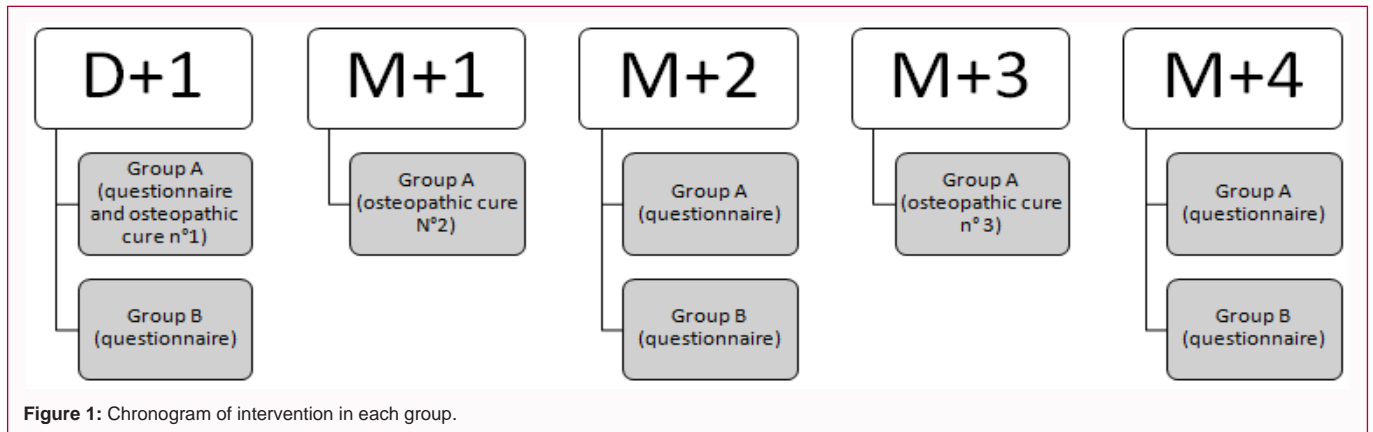 D+1
Group A
(questionnaire
and osteopathic
cure n°1)
Group B
(questionnaire)
M+1
Group A
(osteopathic cure
N°2)
M+2
Group A
(questionnaire)
Group B
(questionnaire)
M+3
Group A
(osteopathic cure
n° 3)
M+4
Group A
(questionnaire)
Group B
(questionnaire)
Figure 1: Chronogram of intervention in each group.